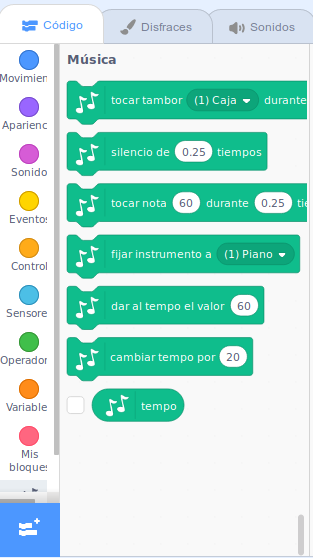 Código
Disfraces
Sonidos
Movimien
Aparienc
Sonido
Eventos
Control
Sensore
Operador
Variable
Mis
bloques
Música
tocar tambor (1) Caja durante
silencio de 0.25 tiempos
tocar nota 60 durante 0.25 tie
fijar instrumento a (1) Piano
dar al tempo el valor 60
cambiar tempo por 20
tempo